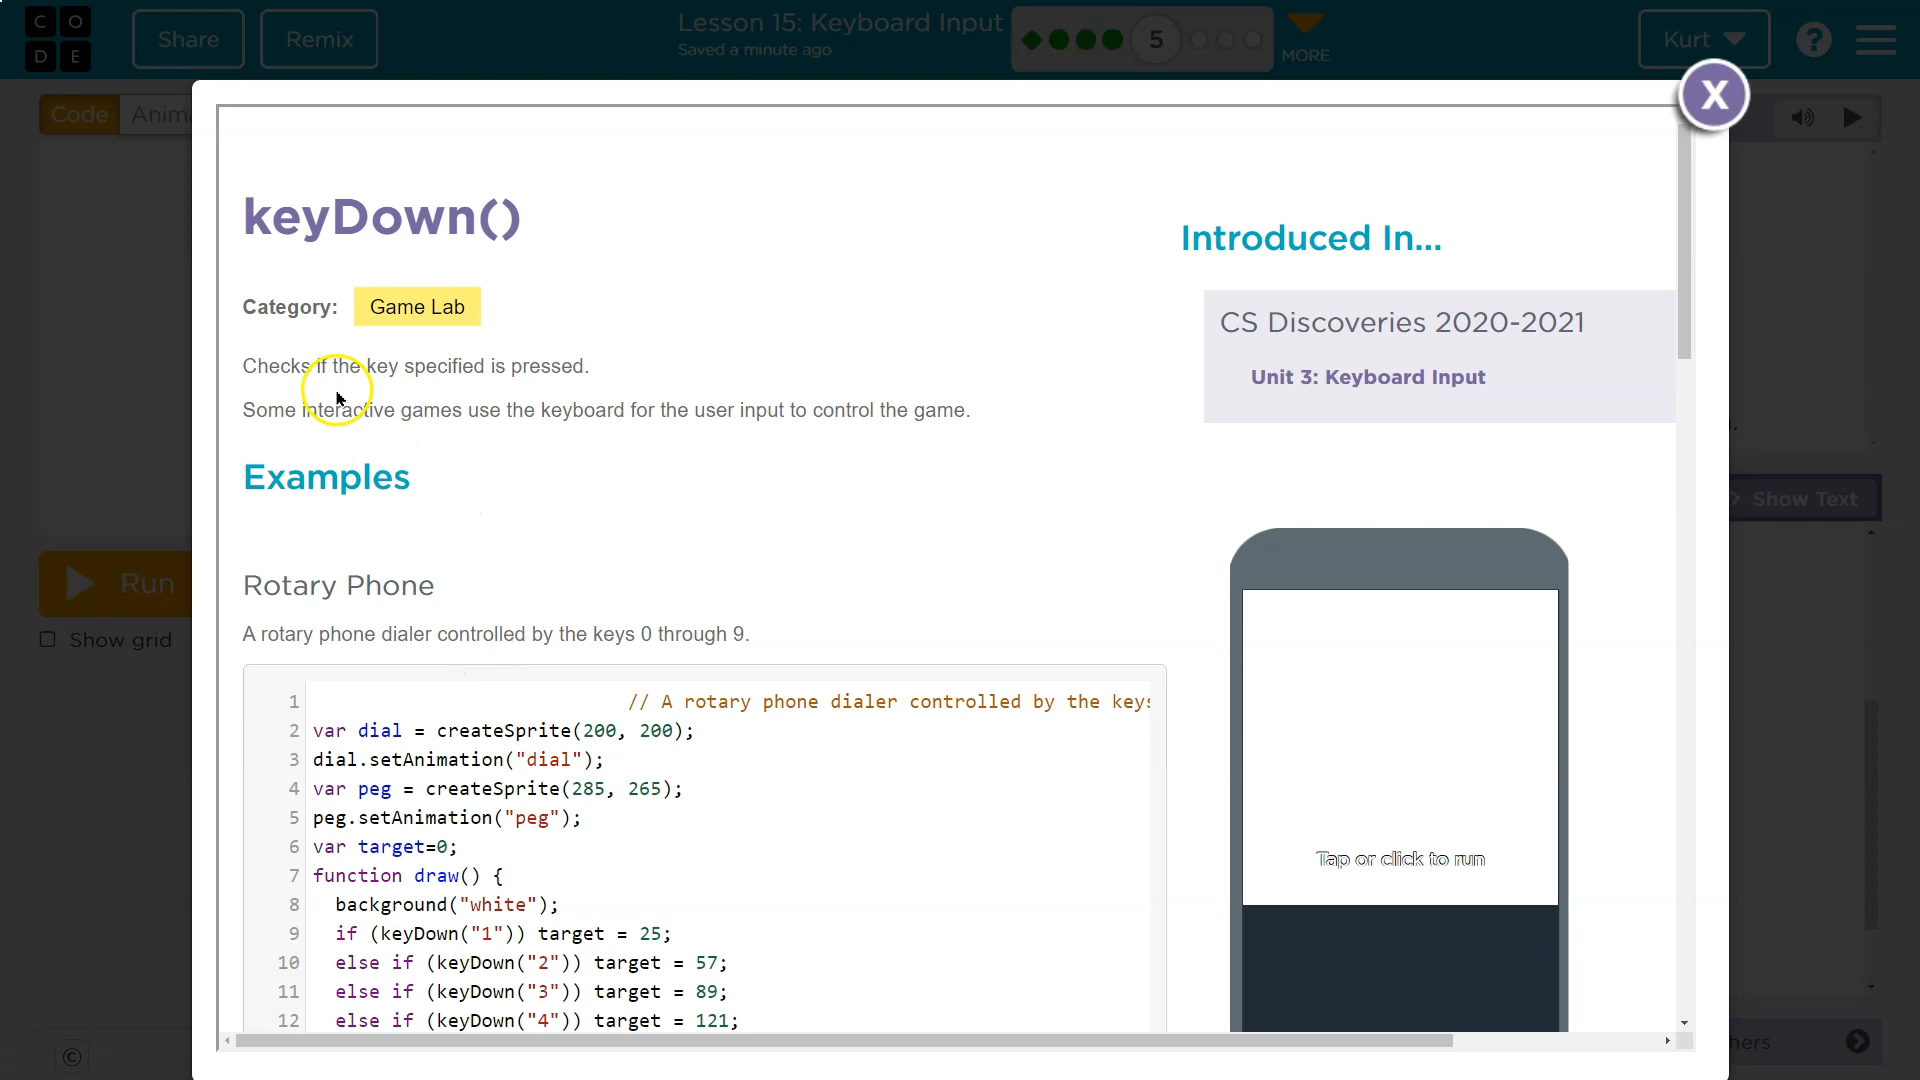 C O
D E
Share
Remix
Lesson 15: Keyboard Input
Saved a minute ago
5
MORE
Kurt
?
X
Code
keyDown()
Category: Game Lab
Checks if the key specified is pressed.
Some interactive games use the keyboard for the user input to control the game.
Introduced In...
CS Discoveries 2020-2021
Unit 3: Keyboard Input
Examples
Show Text
Run
Show grid
Rotary Phone
A rotary phone dialer controlled by the keys 0 through 9.
1 // A rotary phone dialer controlled by the keys
2 var dial = createSprite(200, 200);
3 dial.setAnimation("dial");
4 var peg = createSprite(285, 265);
5 peg.setAnimation("peg");
6 var target=0;
7 function draw() {
8 background("white");
9 if (keyDown("1")) target = 25;
10 else if (keyDown("2")) target = 57;
11 else if (keyDown("3")) target = 89;
12 else if (keyDown("4")) target = 121;
Tap or click to run
©